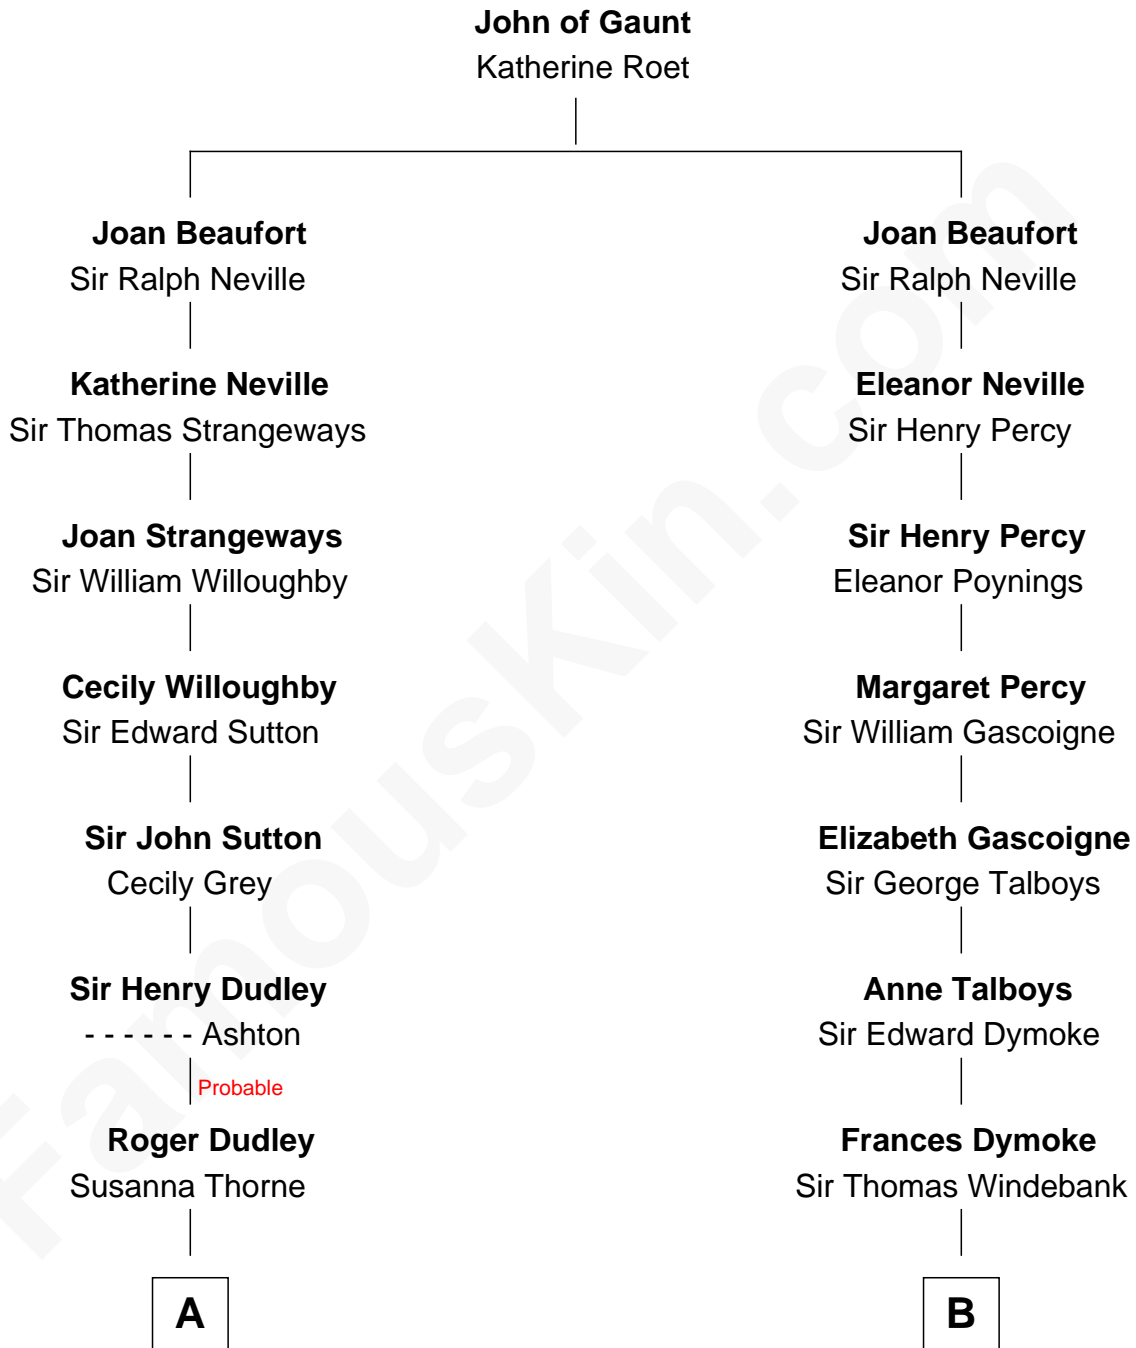 John of Gaunt
Katherine Roet
Joan Beaufort
Sir Ralph Neville
Joan Beaufort
Sir Ralph Neville
Katherine Neville
Sir Thomas Strangeways
Eleanor Neville
Sir Henry Percy
Joan Strangeways
Sir William Willoughby
Sir Henry Percy
Eleanor Poynings
Cecily Willoughby
Sir Edward Sutton
Margaret Percy
Sir William Gascoigne
Sir John Sutton
Cecily Grey
Elizabeth Gascoigne
Sir George Talboys
Sir Henry Dudley
- - - - - - Ashton
Probable
Anne Talboys
Sir Edward Dymoke
Roger Dudley
Susanna Thorne
Frances Dymoke
Sir Thomas Windebank
A
B
FamousKin.com